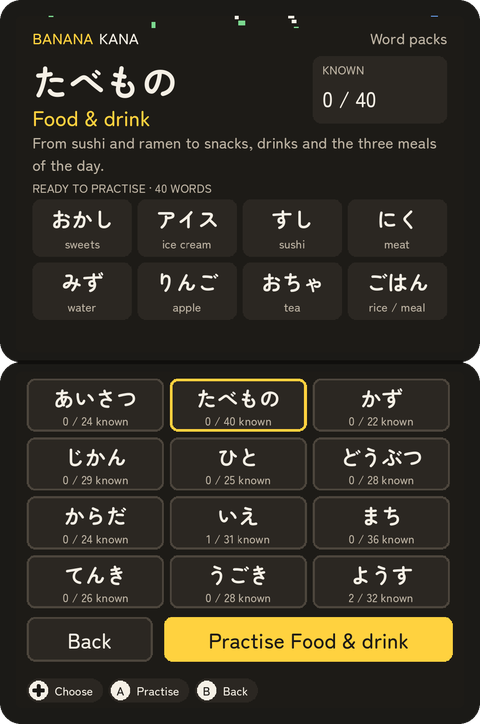 BANANA KANA
Word packs
たべもの
KNOWN
0 / 40
Food & drink
From sushi and ramen to snacks, drinks and the three meals
of the day.
READY TO PRACTISE · 40 WORDS
おかし
sweets
アイス
ice cream
すし
sushi
にく
meat
みず
water
りんご
apple
おちゃ
tea
ごはん
rice / meal
あいさつ
0 / 24 known
たべもの
0 / 40 known
かず
0 / 22 known
じかん
0 / 29 known
ひと
0 / 25 known
どうぶつ
0 / 28 known
からだ
0 / 24 known
いえ
1 / 31 known
まち
0 / 36 known
てんき
0 / 26 known
うごき
0 / 28 known
ようす
2 / 32 known
Back
Practise Food & drink
Choose
A Practise
B Back